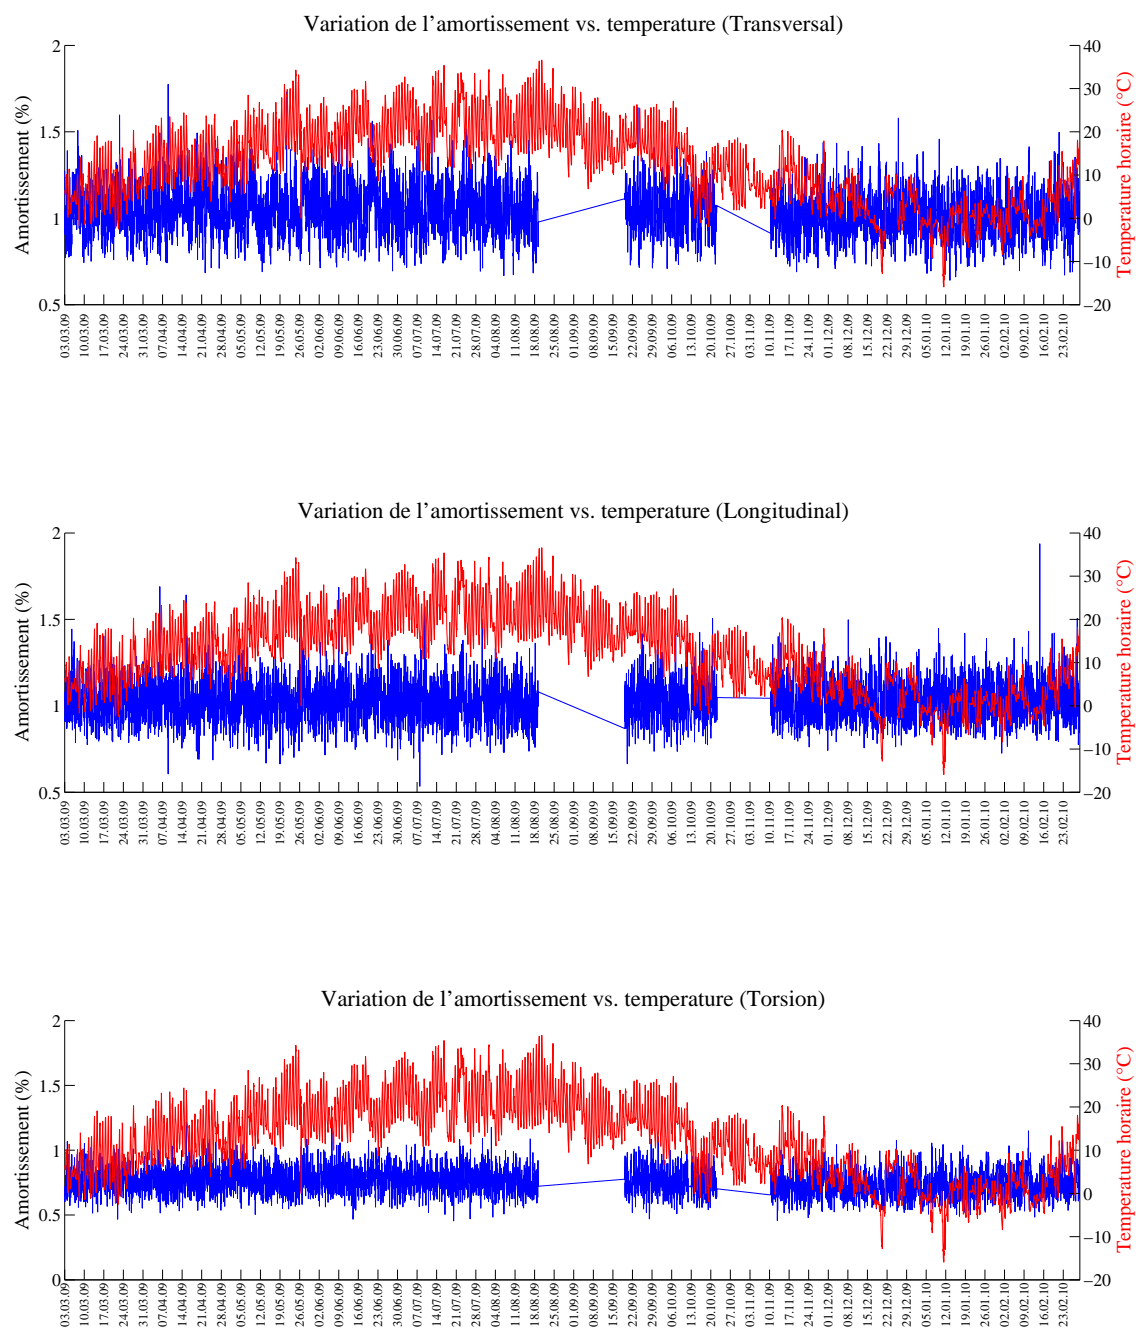 Variation de l'amortissement vs. temperature (Transversal)
2
1.5
1
0.5
Amortissement (%)
40
30
20
10
0
−10
−20
Temperature horaire (°C)
03.03.09 10.03.09 17.03.09 24.03.09 31.03.09 07.04.09 14.04.09 21.04.09 28.04.09 05.05.09 12.05.09 19.05.09 26.05.09 02.06.09 09.06.09 16.06.09 23.06.09 30.06.09 07.07.09 14.07.09 21.07.09 28.07.09 04.08.09 11.08.09 18.08.09 25.08.09 01.09.09 08.09.09 15.09.09 22.09.09 29.09.09 06.10.09 13.10.09 20.10.09 27.10.09 03.11.09 10.11.09 17.11.09 24.11.09 01.12.09 08.12.09 15.12.09 22.12.09 29.12.09 05.01.10 12.01.10 19.01.10 26.01.10 02.02.10 09.02.10 16.02.10 23.02.10
Variation de l'amortissement vs. temperature (Longitudinal)
2
1.5
1
0.5
Amortissement (%)
40
30
20
10
0
−10
−20
Temperature horaire (°C)
03.03.09 10.03.09 17.03.09 24.03.09 31.03.09 07.04.09 14.04.09 21.04.09 28.04.09 05.05.09 12.05.09 19.05.09 26.05.09 02.06.09 09.06.09 16.06.09 23.06.09 30.06.09 07.07.09 14.07.09 21.07.09 28.07.09 04.08.09 11.08.09 18.08.09 25.08.09 01.09.09 08.09.09 15.09.09 22.09.09 29.09.09 06.10.09 13.10.09 20.10.09 27.10.09 03.11.09 10.11.09 17.11.09 24.11.09 01.12.09 08.12.09 15.12.09 22.12.09 29.12.09 05.01.10 12.01.10 19.01.10 26.01.10 02.02.10 09.02.10 16.02.10 23.02.10
Variation de l'amortissement vs. temperature (Torsion)
2
1.5
1
0.5
0
Amortissement (%)
40
30
20
10
0
−10
−20
Temperature horaire (°C)
03.03.09 10.03.09 17.03.09 24.03.09 31.03.09 07.04.09 14.04.09 21.04.09 28.04.09 05.05.09 12.05.09 19.05.09 26.05.09 02.06.09 09.06.09 16.06.09 23.06.09 30.06.09 07.07.09 14.07.09 21.07.09 28.07.09 04.08.09 11.08.09 18.08.09 25.08.09 01.09.09 08.09.09 15.09.09 22.09.09 29.09.09 06.10.09 13.10.09 20.10.09 27.10.09 03.11.09 10.11.09 17.11.09 24.11.09 01.12.09 08.12.09 15.12.09 22.12.09 29.12.09 05.01.10 12.01.10 19.01.10 26.01.10 02.02.10 09.02.10 16.02.10 23.02.10